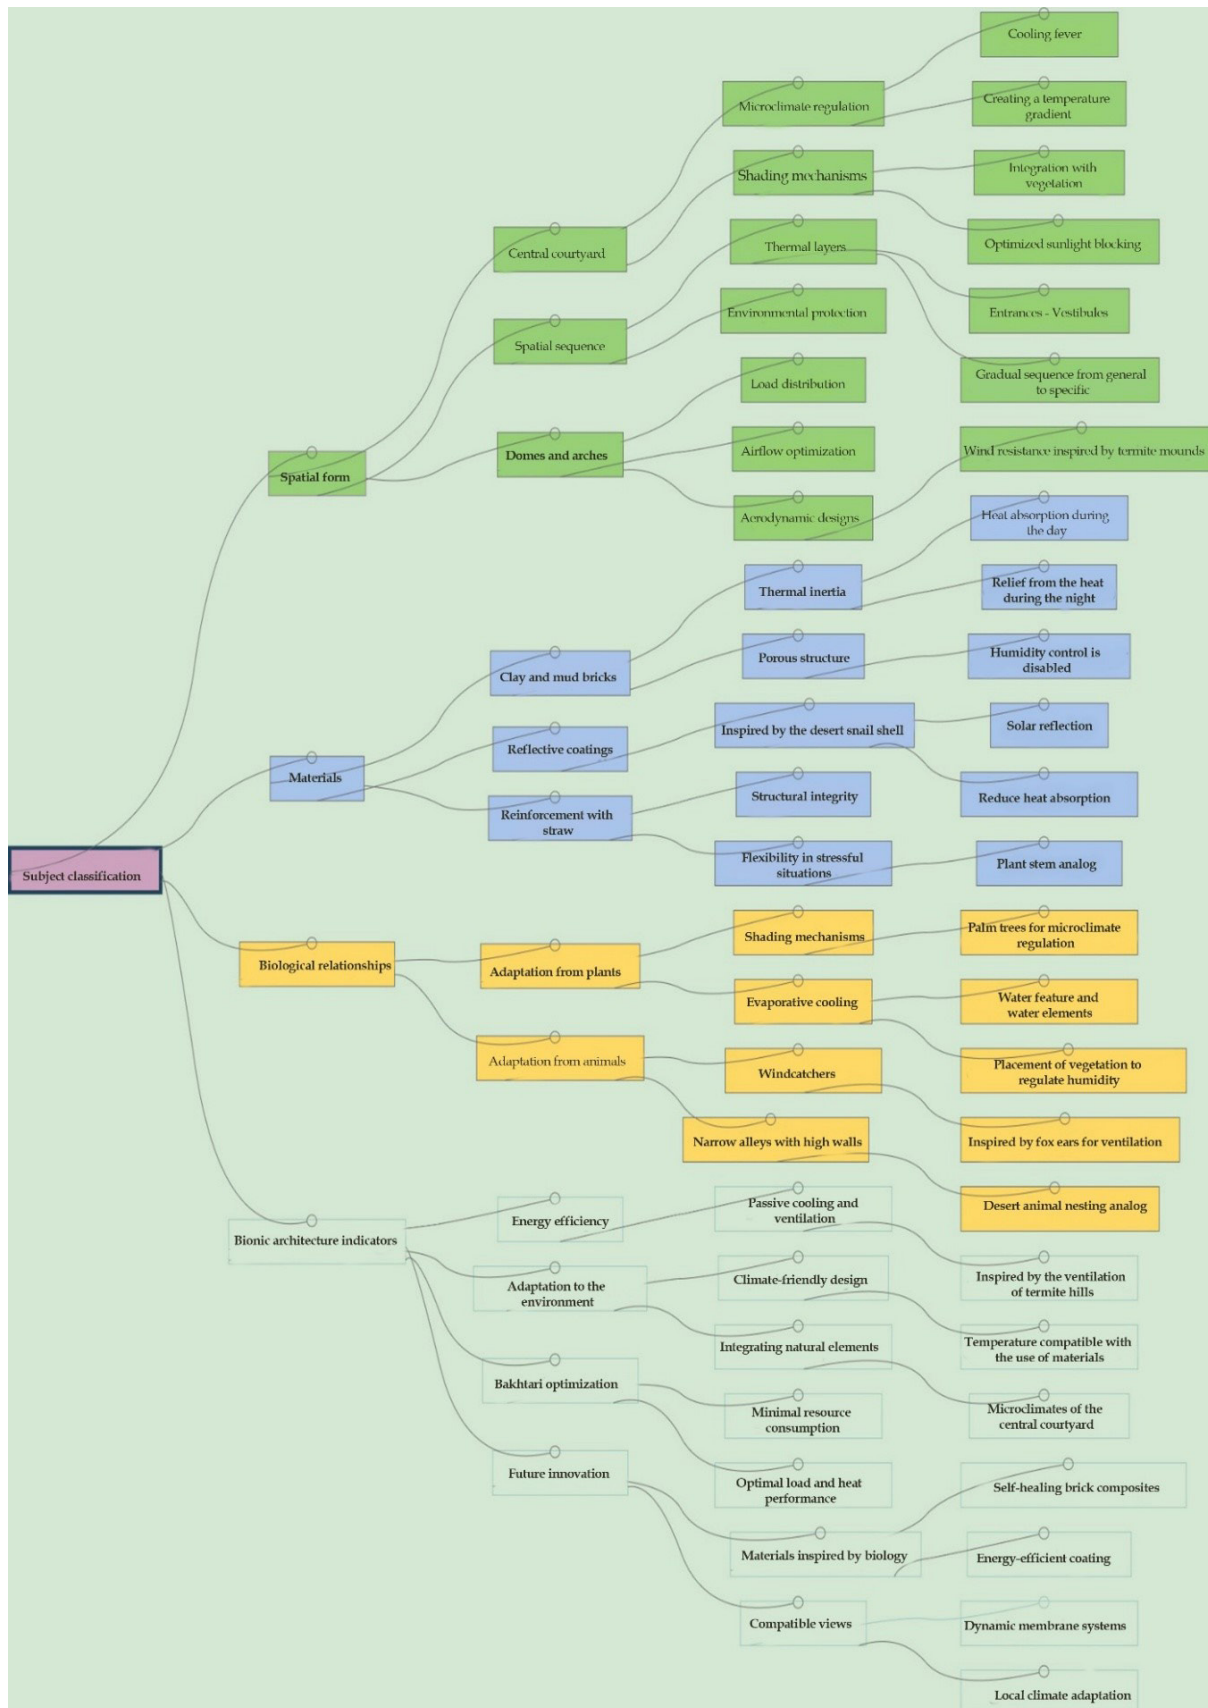 Cooling fever
Microclimate regulation
Creating a temperature
gradient
Shading mechanisms
Integration with
vegetation
Central courtyard
Thermal layers
Optimized sunlight blocking
Spatial sequence
Environmental protection
Entrances - Vestibules
Load distribution
Gradual sequence from general
to specific
Spatial form
Domes and arches
Airflow optimization
Wind resistance inspired by termite mounds
Aerodynamic designs
Heat absorption during
the day
Thermal inertia
Relief from the heat
during the night
Clay and mud bricks
Porous structure
Humidity control is
disabled
Materials
Reflective coatings
Inspired by the desert snail shell
Solar reflection
Reinforcement with
straw
Structural integrity
Reduce heat absorption
Subject classification
Flexibility in stressful
situations
Plant stem analog
Biological relationships
Adaptation from plants
Shading mechanisms
Palm trees for microclimate
regulation
Evaporative cooling
Water feature and
water elements
Adaptation from animals
Windcatchers
Placement of vegetation to
regulate humidity
Narrow alleys with high walls
Inspired by fox ears for ventilation
Bionic architecture indicators
Energy efficiency
Passive cooling and
ventilation
Desert animal nesting analog
Adaptation to the
environment
Climate-friendly design
Inspired by the ventilation
of termite hills
Integrating natural elements
Temperature compatible with
the use of materials
Bakhtari optimization
Minimal resource
consumption
Microclimates of the
central courtyard
Future innovation
Optimal load and heat
performance
Self-healing brick composites
Materials inspired by biology
Energy-efficient coating
Compatible views
Dynamic membrane systems
Local climate adaptation